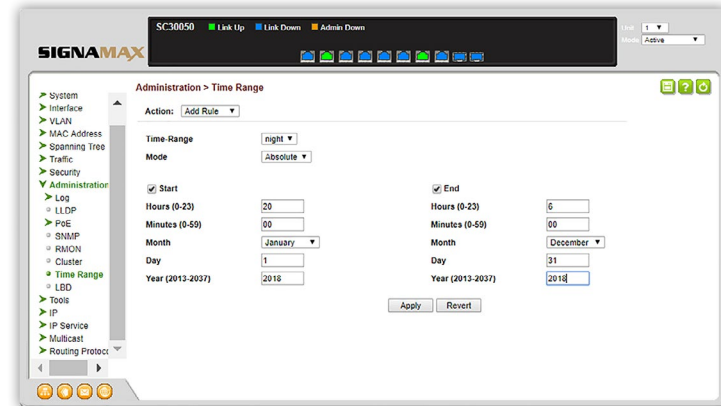 SC30050 Link Up Link Down Admin Down
Unit 1
Mode Active
SIGNAMAX
System
Interface
VLAN
MAC Address
Spanning Tree
Traffic
Security
Administration
Log
LLDP
PoE
SNMP
RMON
Cluster
Time Range
LBD
Tools
IP
IP Service
Multicast
Routing Protoc
Administration > Time Range
Action: Add Rule
Time-Range night
Mode Absolute
Start End
Hours (0-23) 20 Hours (0-23) 6
Minutes (0-59) 00 Minutes (0-59) 00
Month January Month December
Day 1 Day 31
Year (2013-2037) 2018 Year (2013-2037) 2018
Apply Revert